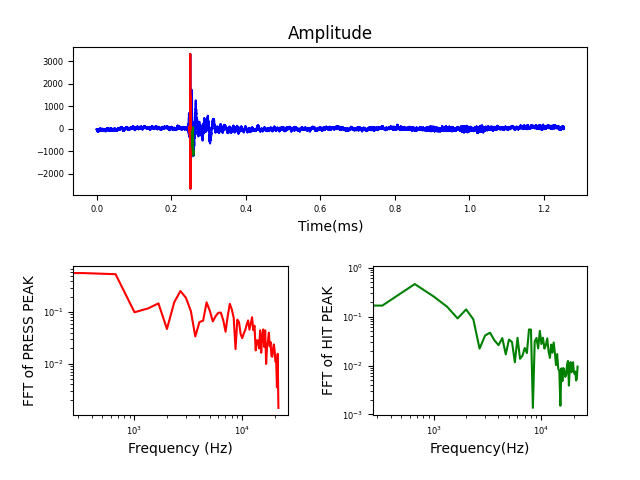 Amplitude
3000
2000
1000
0
−1000
−2000
0.0 0.2 0.4 0.6 0.8 1.0 1.2
Time(ms)
FFT of PRESS PEAK
10⁻¹
10⁻²
10³ 10⁴
Frequency (Hz)
FFT of HIT PEAK
10⁰
10⁻¹
10⁻²
10⁻³
10³ 10⁴
Frequency(Hz)